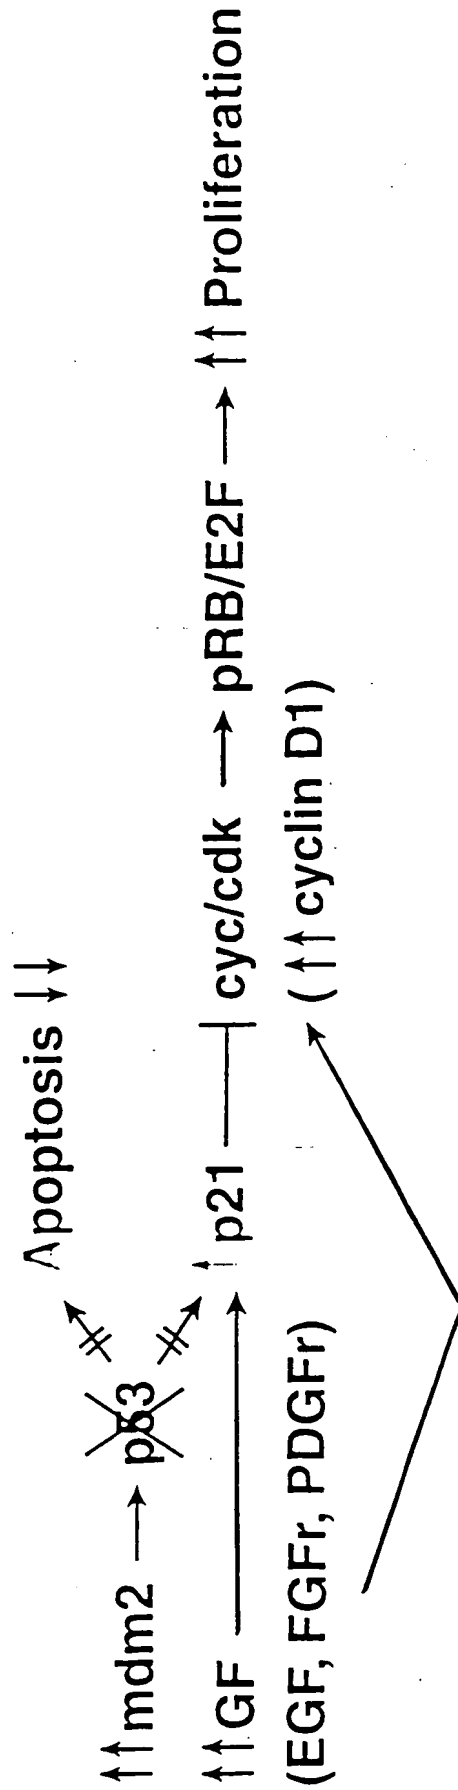 Apoptosis ↓↓
↑↑ mdm2 → p53
↑ p21 cyc/cdk → pRB/E2F → ↑↑ Proliferation
↑↑ GF
(↑↑ cyclin D1)
(EGF, FGFr, PDGFr)